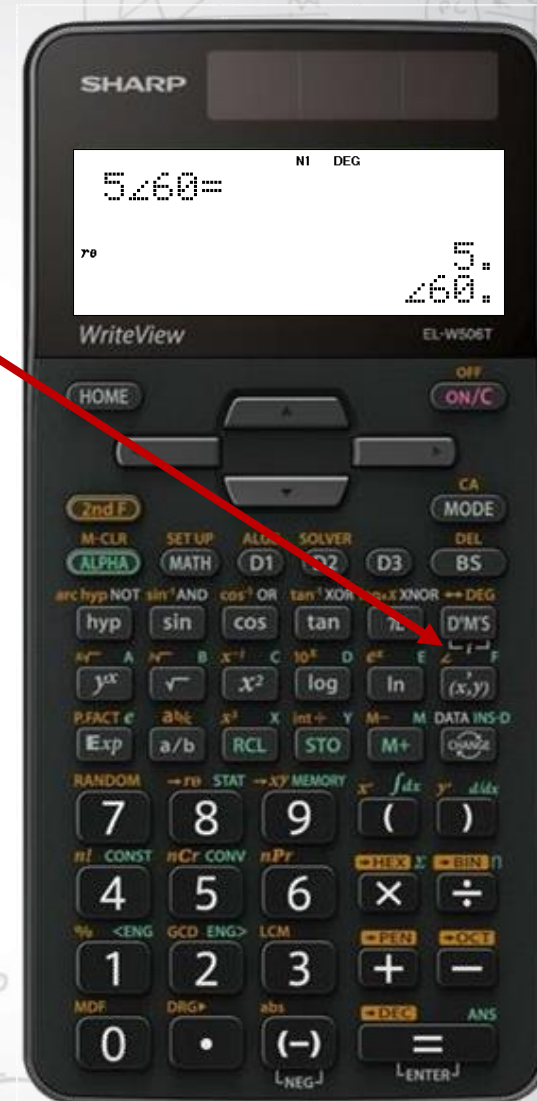 SHARP
N1 DEG
5∠60=
rθ 5.
∠60.
WriteView EL-W506T
OFF
HOME ON/C
CA
2nd F MODE
M-CLR SET UP SOLVER DEL
ALPHA MATH D1 D2 D3 BS
arc hyp NOT sin⁻¹ AND cos⁻¹ OR tan⁻¹ XOR XNOR ↔DEG
hyp sin cos tan D°M'S
A B x⁻¹ C 10ˣ D eˣ E ∠ i F
yˣ √ x² log ln (x,y)
P.FACT e x³ X int÷ Y M− M DATA INS-D
Exp a/b RCL STO M+ CHANGE
RANDOM →rθ STAT →xy MEMORY x' ∫dx y' d/dx
7 8 9 ( )
n! CONST nCr CONV nPr →HEX Σ →BIN Π
4 5 6 × ÷
% <ENG GCD ENG> LCM →PEN →OCT
1 2 3 + −
MDF DRG▸ abs →DEC ANS
0 • (−) =
NEG ENTER